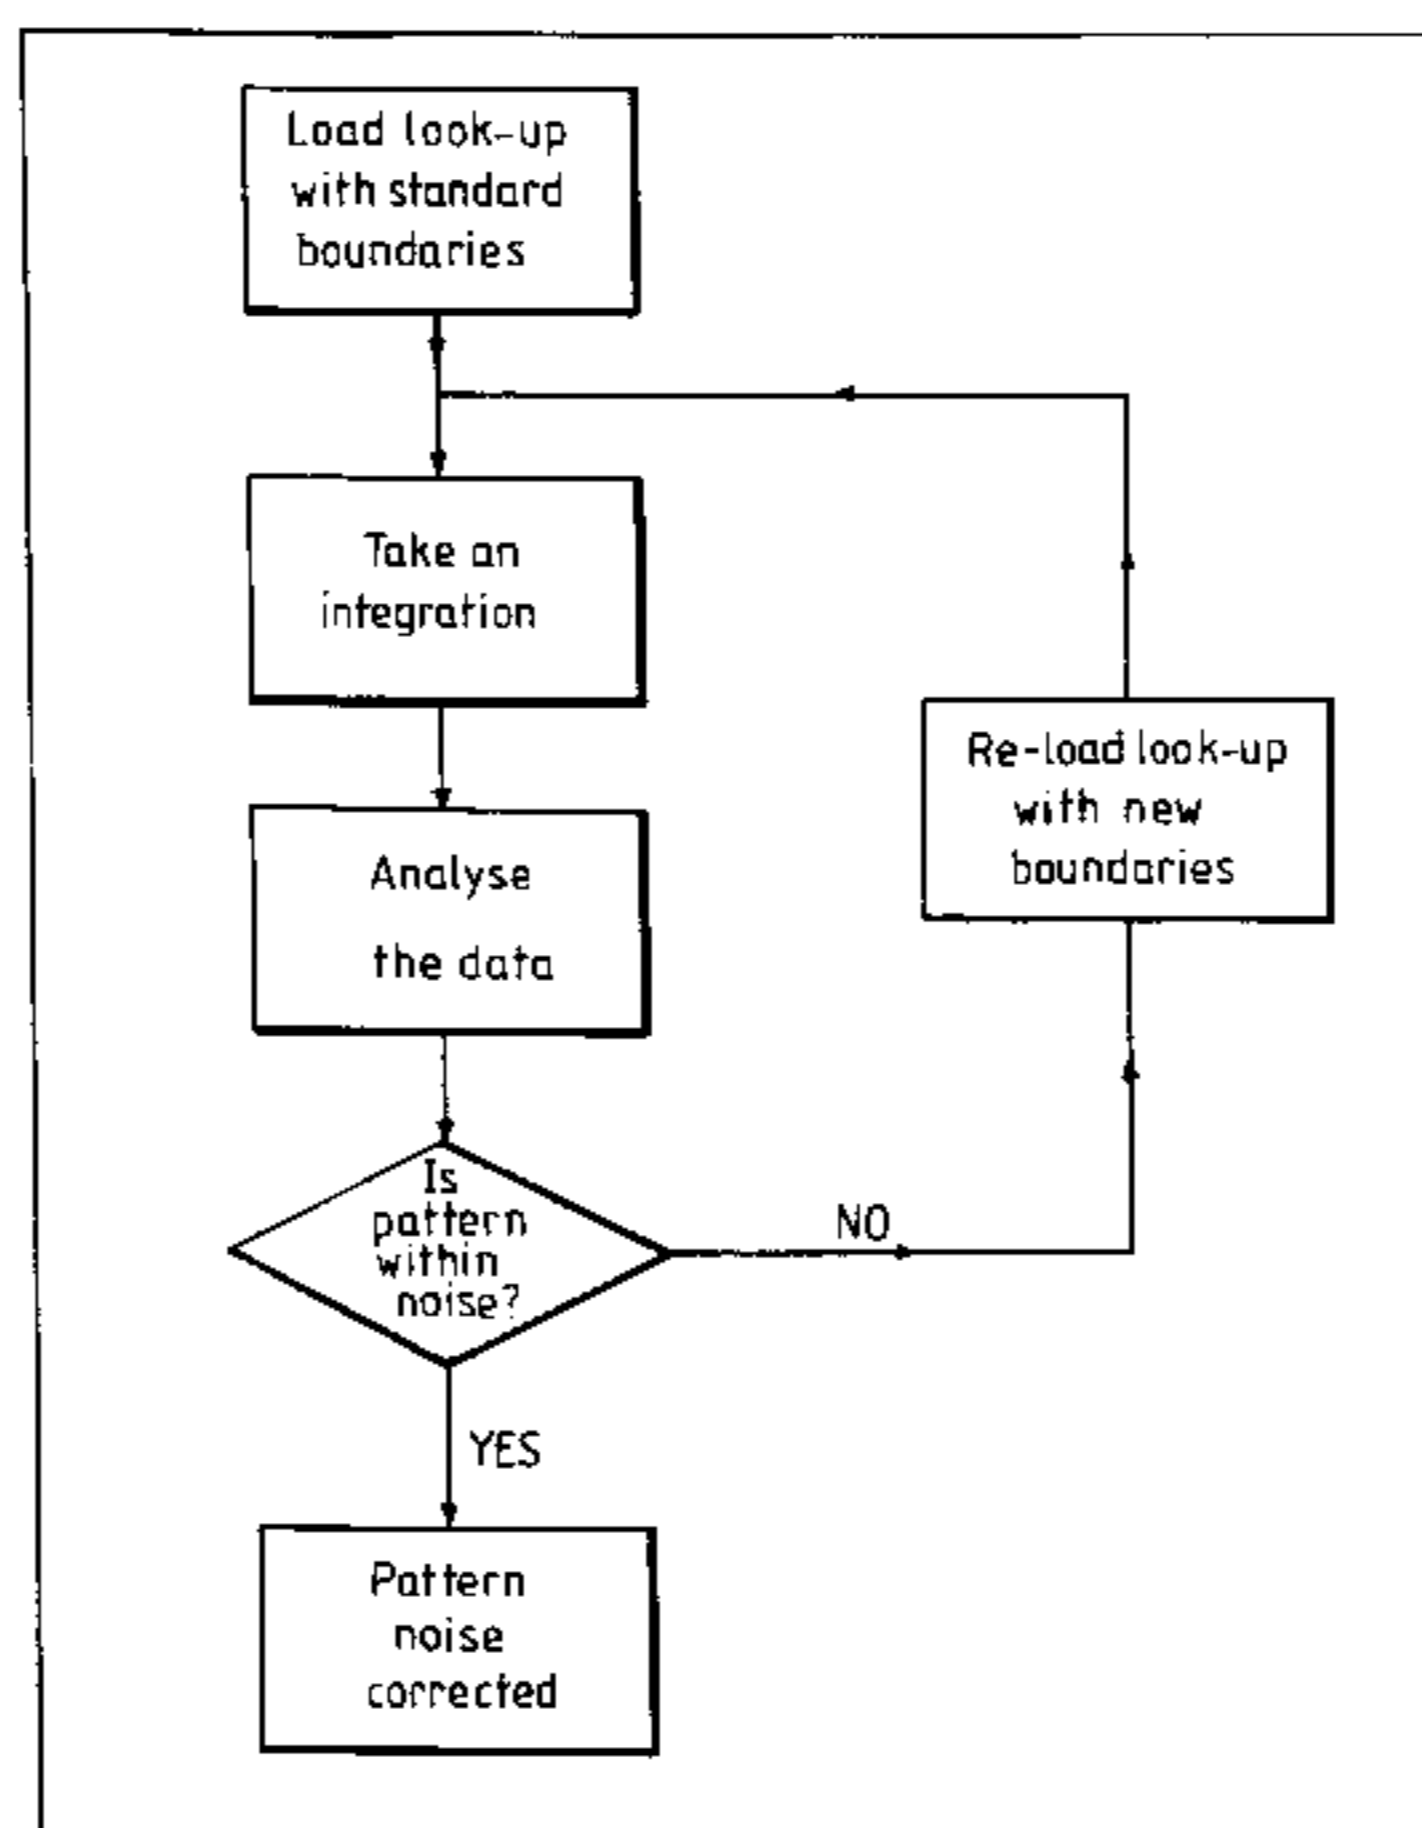 Load look-up
with standard
boundaries
Take an
integration
Analyse
the data
Is
pattern
within
noise?
NO
Re-load look-up
with new
boundaries
YES
Pattern
noise
corrected